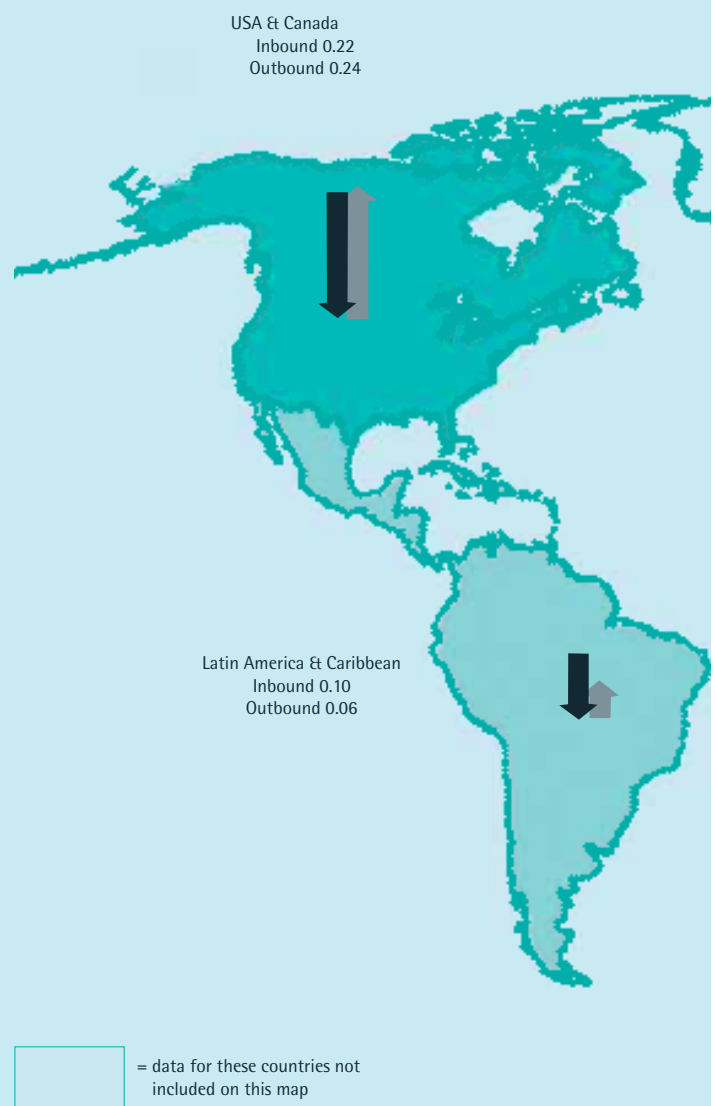 USA & Canada
Inbound 0.22
Outbound 0.24
Latin America & Caribbean
Inbound 0.10
Outbound 0.06
= data for these countries not
included on this map